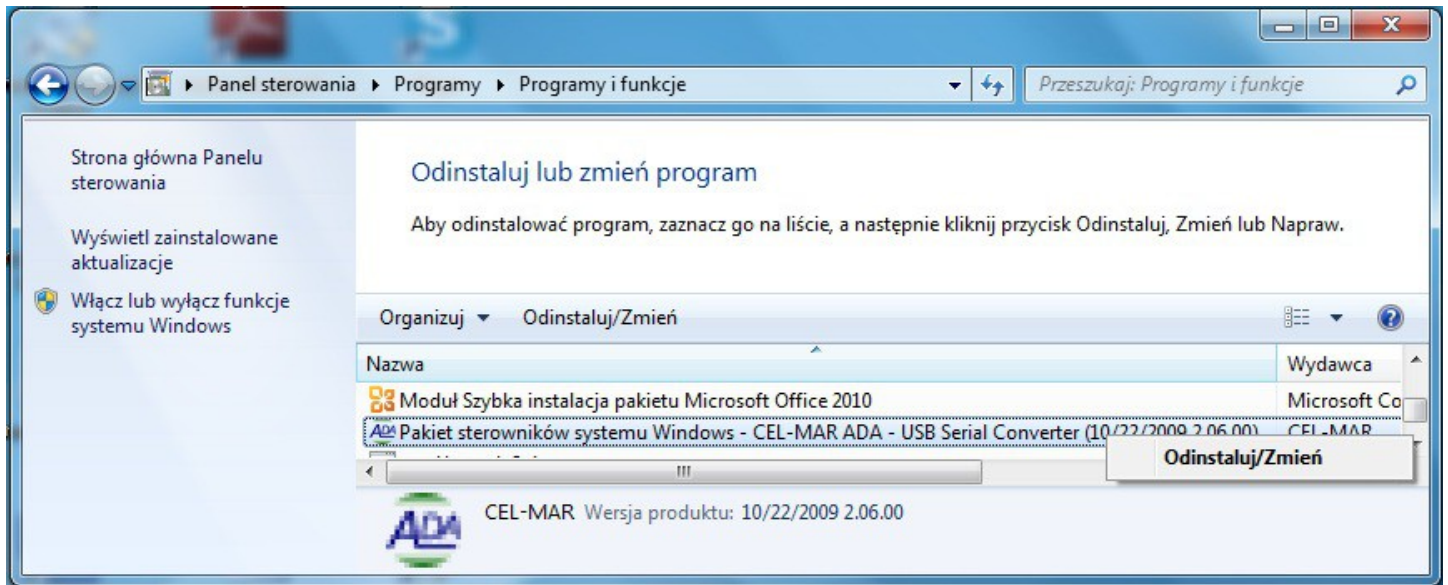 Panel sterowania Programy Programy i funkcje Przeszukaj: Programy i funkcje
Strona główna Panelu
sterowania
Wyświetl zainstalowane
aktualizacje
Włącz lub wyłącz funkcje
systemu Windows
Odinstaluj lub zmień program
Aby odinstalować program, zaznacz go na liście, a następnie kliknij przycisk Odinstaluj, Zmień lub Napraw.
Organizuj Odinstaluj/Zmień
Nazwa Wydawca
Moduł Szybka instalacja pakietu Microsoft Office 2010 Microsoft Co
ADA Pakiet sterowników systemu Windows - CEL-MAR ADA - USB Serial Converter (10/22/2009 2.06.00) CEL-MAR
Odinstaluj/Zmień
ADA CEL-MAR Wersja produktu: 10/22/2009 2.06.00